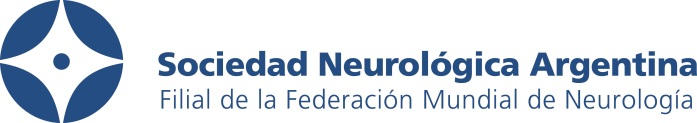 Sociedad Neurológica Argentina
Filial de la Federación Mundial de Neurología